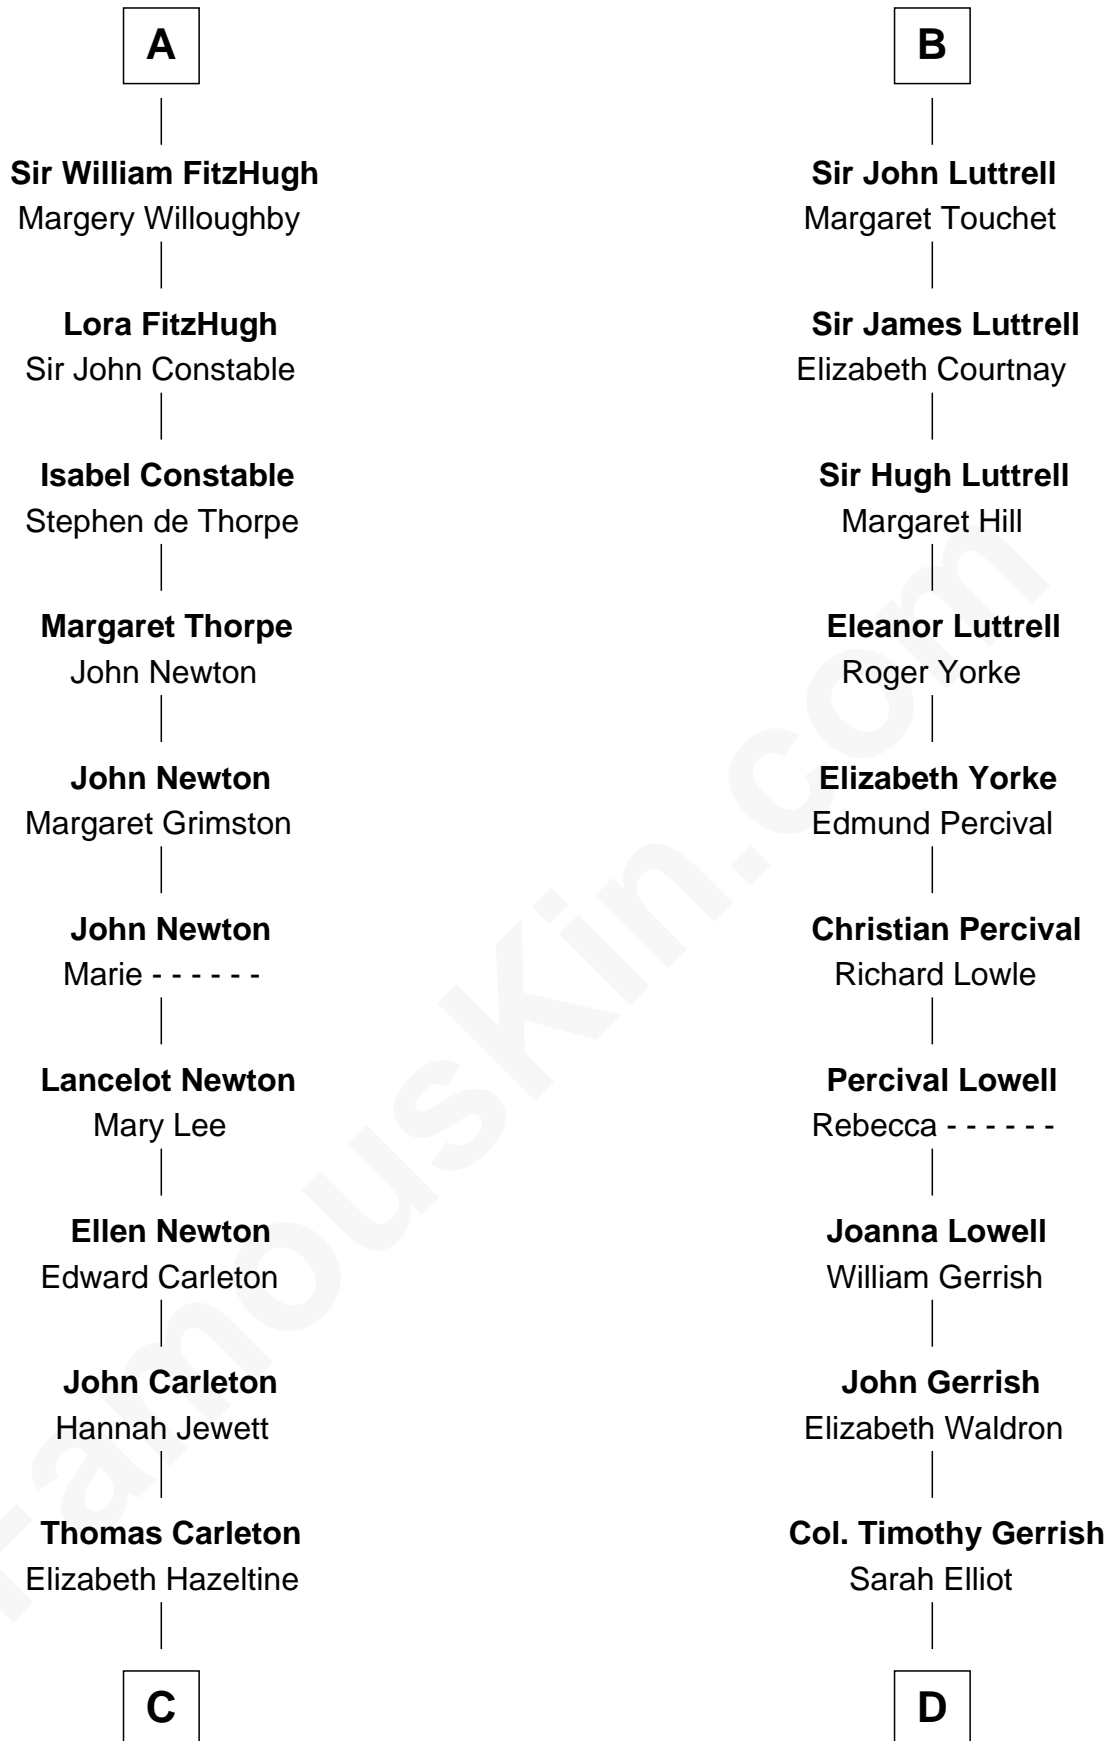 A
Sir William FitzHugh
Margery Willoughby
Lora FitzHugh
Sir John Constable
Isabel Constable
Stephen de Thorpe
Margaret Thorpe
John Newton
John Newton
Margaret Grimston
John Newton
Marie - - - - - -
Lancelot Newton
Mary Lee
Ellen Newton
Edward Carleton
John Carleton
Hannah Jewett
Thomas Carleton
Elizabeth Hazeltine
C
B
Sir John Luttrell
Margaret Touchet
Sir James Luttrell
Elizabeth Courtnay
Sir Hugh Luttrell
Margaret Hill
Eleanor Luttrell
Roger Yorke
Elizabeth Yorke
Edmund Percival
Christian Percival
Richard Lowle
Percival Lowell
Rebecca - - - - - -
Joanna Lowell
William Gerrish
John Gerrish
Elizabeth Waldron
Col. Timothy Gerrish
Sarah Elliot
D
FamousKin.com